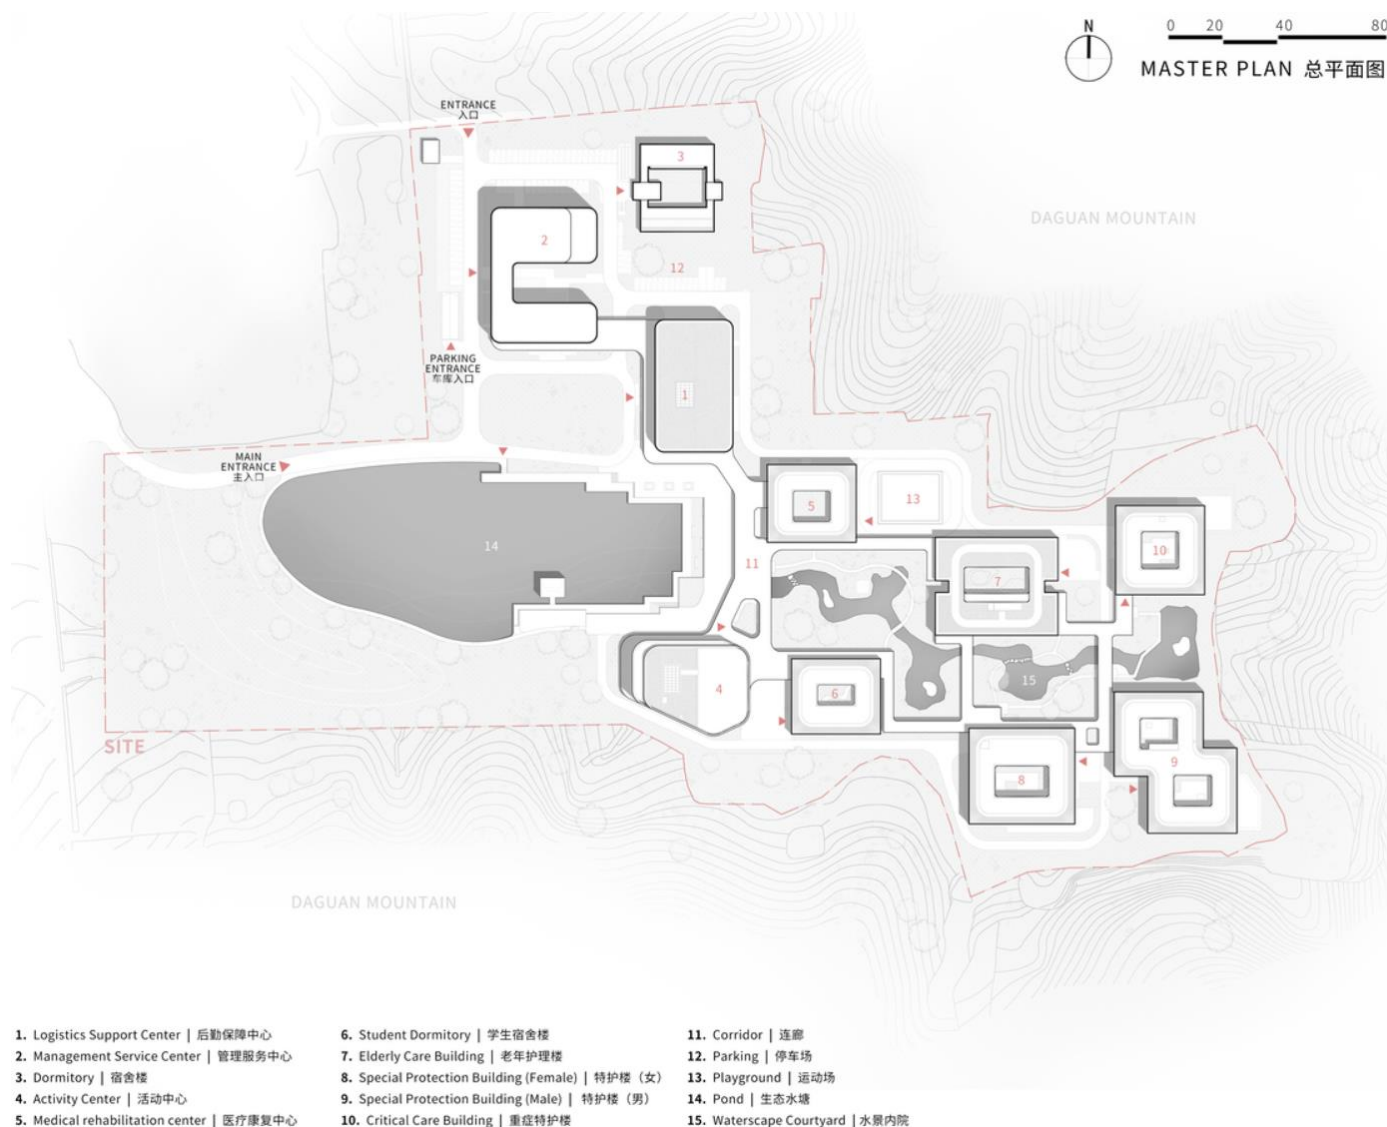 N
0 20 40 80
MASTER PLAN 总平面图
ENTRANCE
入口
3
DAGUAN MOUNTAIN
2
12
PARKING
ENTRANCE
车库入口
1
MAIN
ENTRANCE
主入口
5
13
14
10
11
7
15
4
6
SITE
9
8
DAGUAN MOUNTAIN
1. Logistics Support Center | 后勤保障中心
2. Management Service Center | 管理服务中心
3. Dormitory | 宿舍楼
4. Activity Center | 活动中心
5. Medical rehabilitation center | 医疗康复中心
6. Student Dormitory | 学生宿舍楼
7. Elderly Care Building | 老年护理楼
8. Special Protection Building (Female) | 特护楼（女）
9. Special Protection Building (Male) | 特护楼（男）
10. Critical Care Building | 重症特护楼
11. Corridor | 连廊
12. Parking | 停车场
13. Playground | 运动场
14. Pond | 生态水塘
15. Waterscape Courtyard | 水景内院